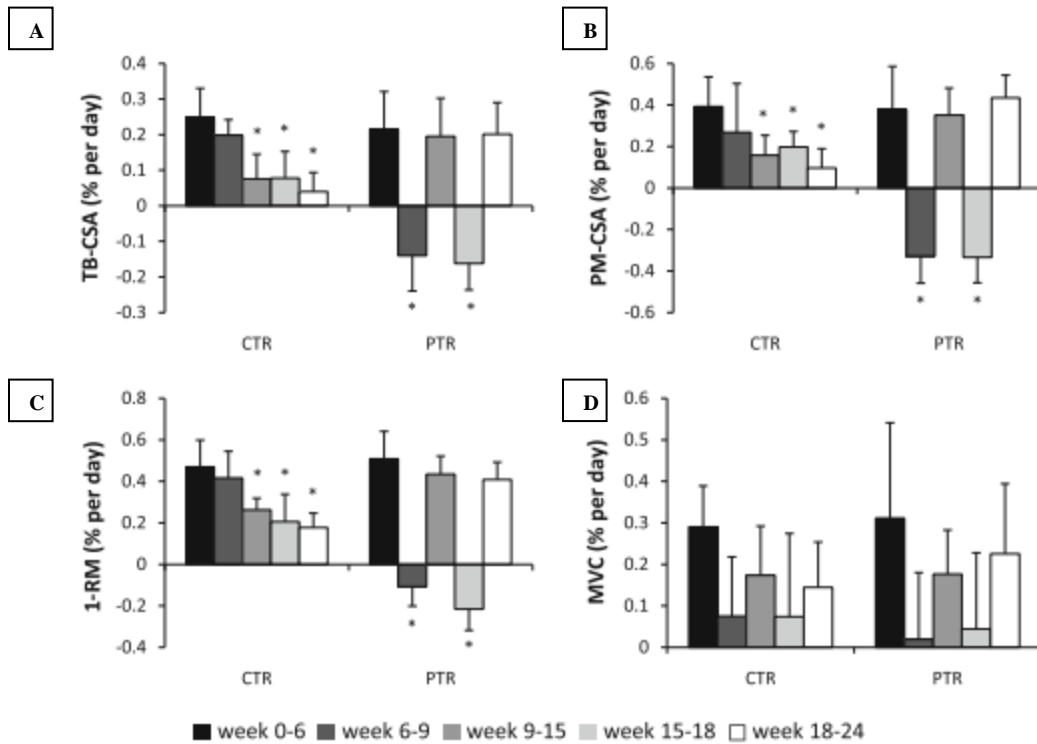 A
TB-CSA (% per day)
0.4
0.3
0.2
0.1
0
-0.1
-0.2
-0.3
* * *
* *
CTR PTR
B
PM-CSA (% per day)
0.6
0.4
0.2
0
-0.2
-0.4
-0.6
* * *
* *
CTR PTR
C
1-RM (% per day)
0.8
0.6
0.4
0.2
0
-0.2
-0.4
* * *
* *
CTR PTR
D
MVC (% per day)
0.6
0.5
0.4
0.3
0.2
0.1
0
CTR PTR
week 0-6 week 6-9 week 9-15 week 15-18 week 18-24